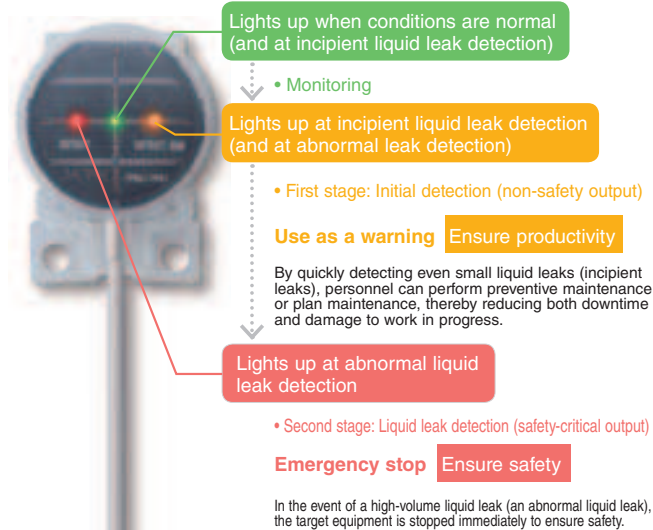 Lights up when conditions are normal
(and at incipient liquid leak detection)
• Monitoring
Lights up at incipient liquid leak detection
(and at abnormal leak detection)
• First stage: Initial detection (non-safety output)
Use as a warning Ensure productivity
By quickly detecting even small liquid leaks (incipient
leaks), personnel can perform preventive maintenance
or plan maintenance, thereby reducing both downtime
and damage to work in progress.
Lights up at abnormal liquid
leak detection
• Second stage: Liquid leak detection (safety-critical output)
Emergency stop Ensure safety
In the event of a high-volume liquid leak (an abnormal liquid leak),
the target equipment is stopped immediately to ensure safety.